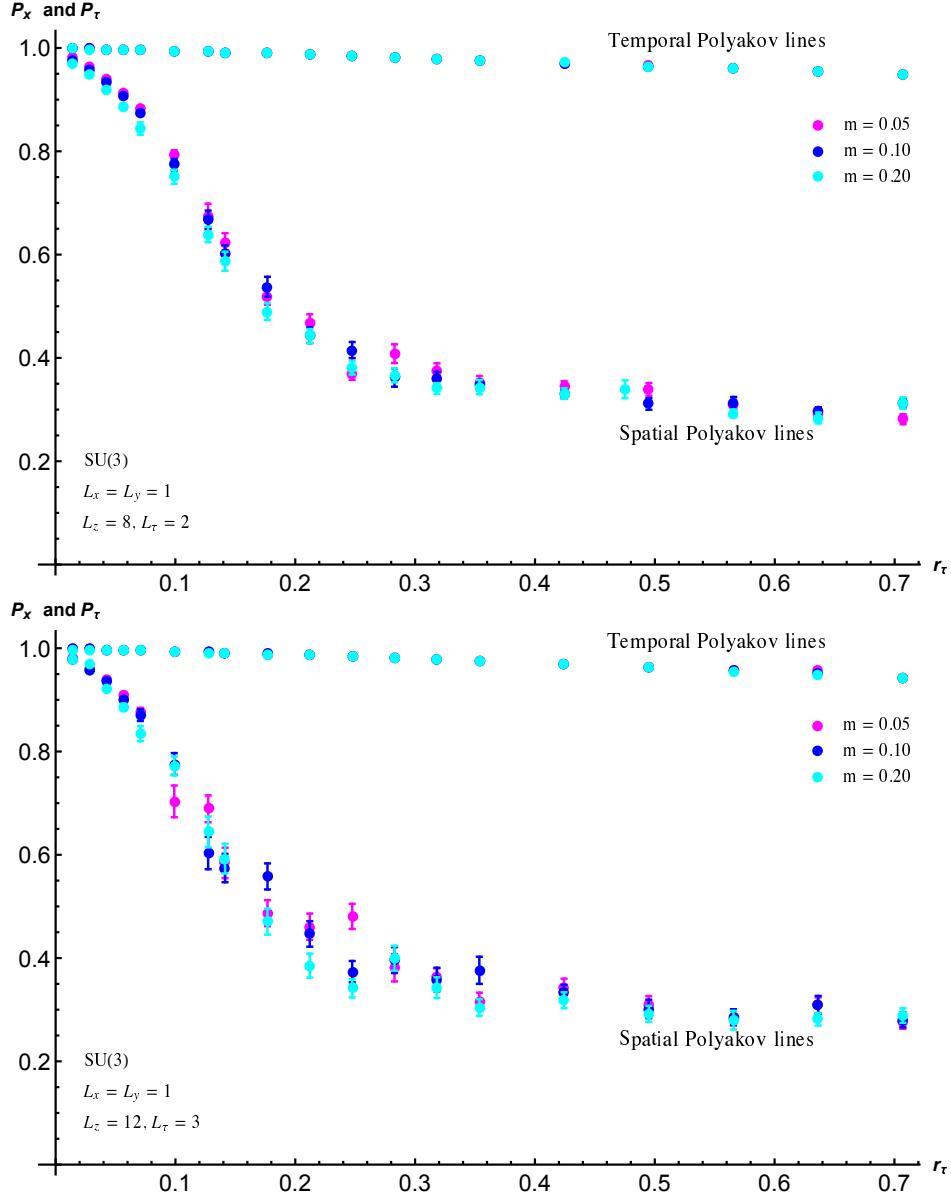 Pₓ and P_τ
1.0
Temporal Polyakov lines
m = 0.05
m = 0.10
m = 0.20
0.8
0.6
0.4
Spatial Polyakov lines
0.2
SU(3)
Lₓ = L_y = 1
L_z = 8, L_τ = 2
0.1 0.2 0.3 0.4 0.5 0.6 0.7
r_τ
Pₓ and P_τ
1.0
Temporal Polyakov lines
m = 0.05
m = 0.10
m = 0.20
0.8
0.6
0.4
Spatial Polyakov lines
0.2
SU(3)
Lₓ = L_y = 1
L_z = 12, L_τ = 3
0.1 0.2 0.3 0.4 0.5 0.6 0.7
r_τ